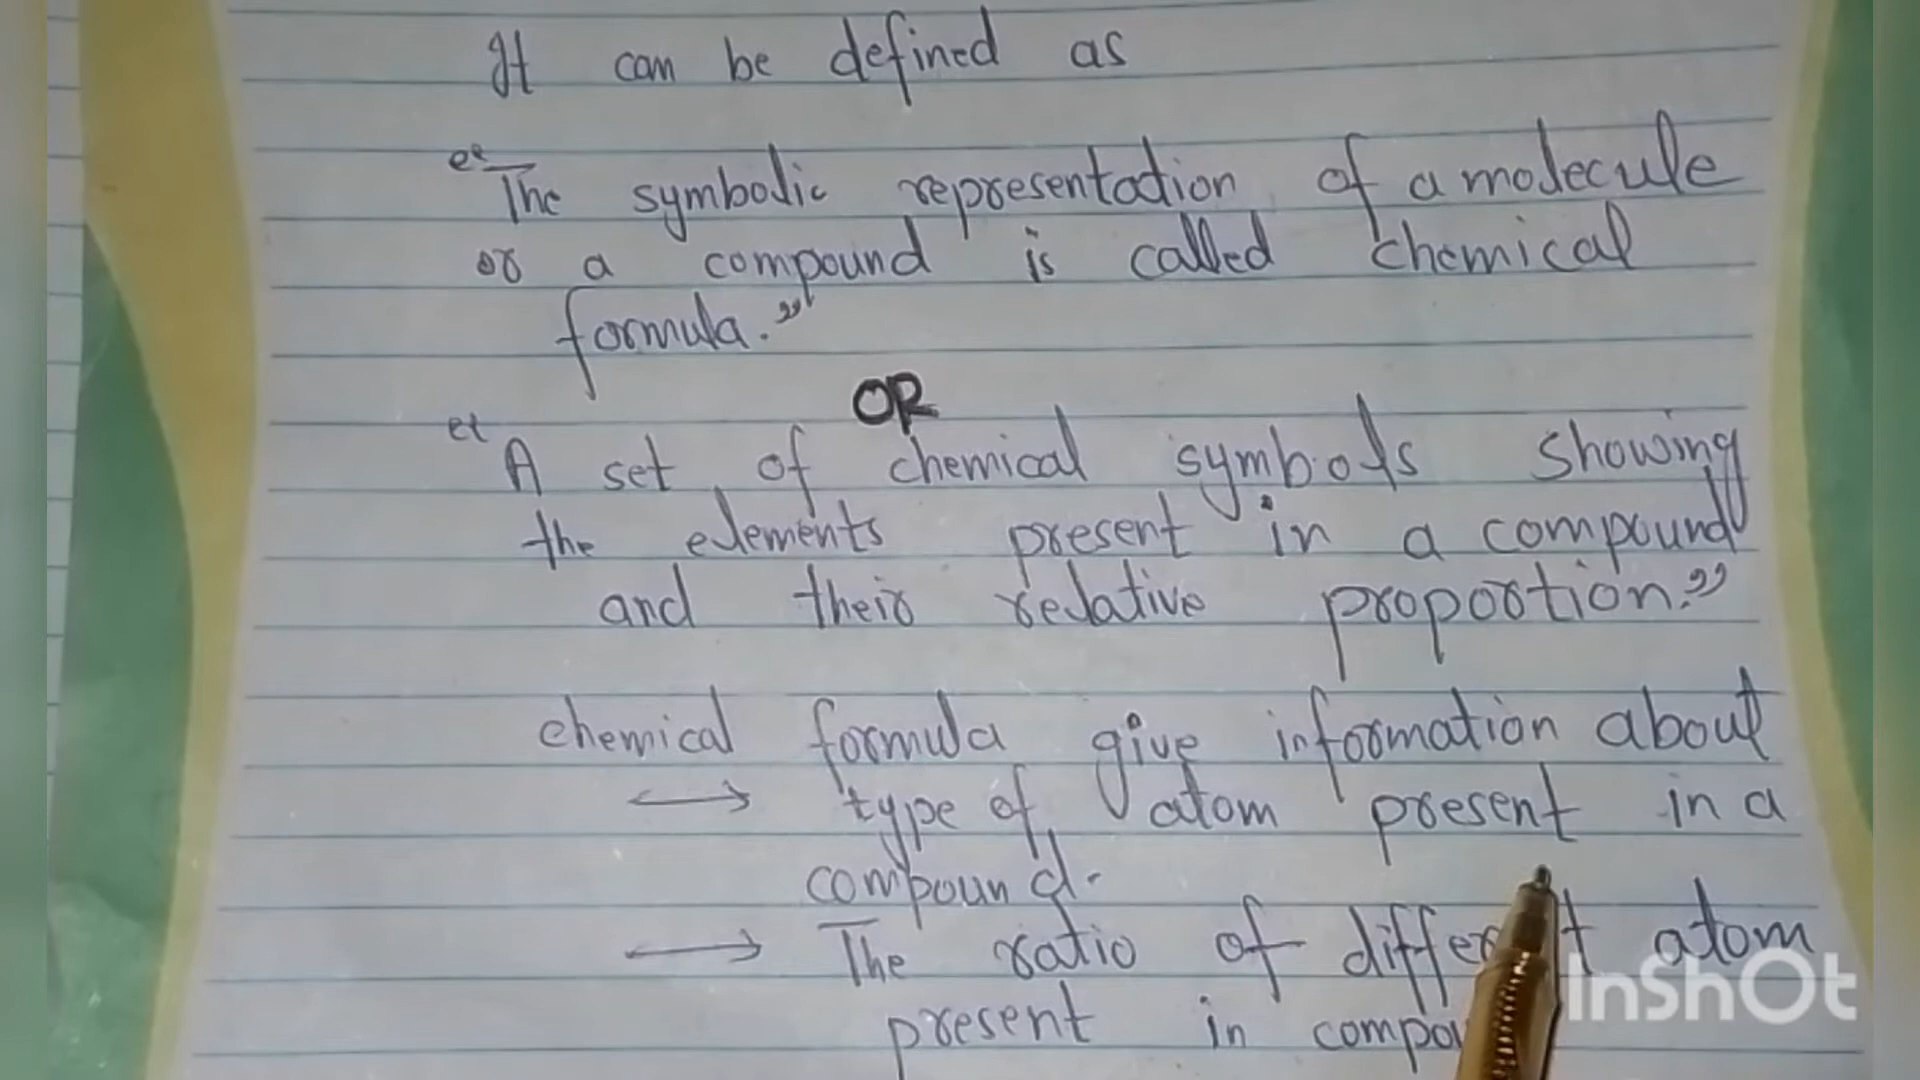 It can be defined as
"The symbolic representation of a molecule
or a compound is called chemical
formula."
OR
"A set of chemical symbols showing
the elements present in a compound
and their relative proportion."
chemical formula give information about
→ type of atom present in a
compound.
→ The ratio of different atom
present in
InShOt